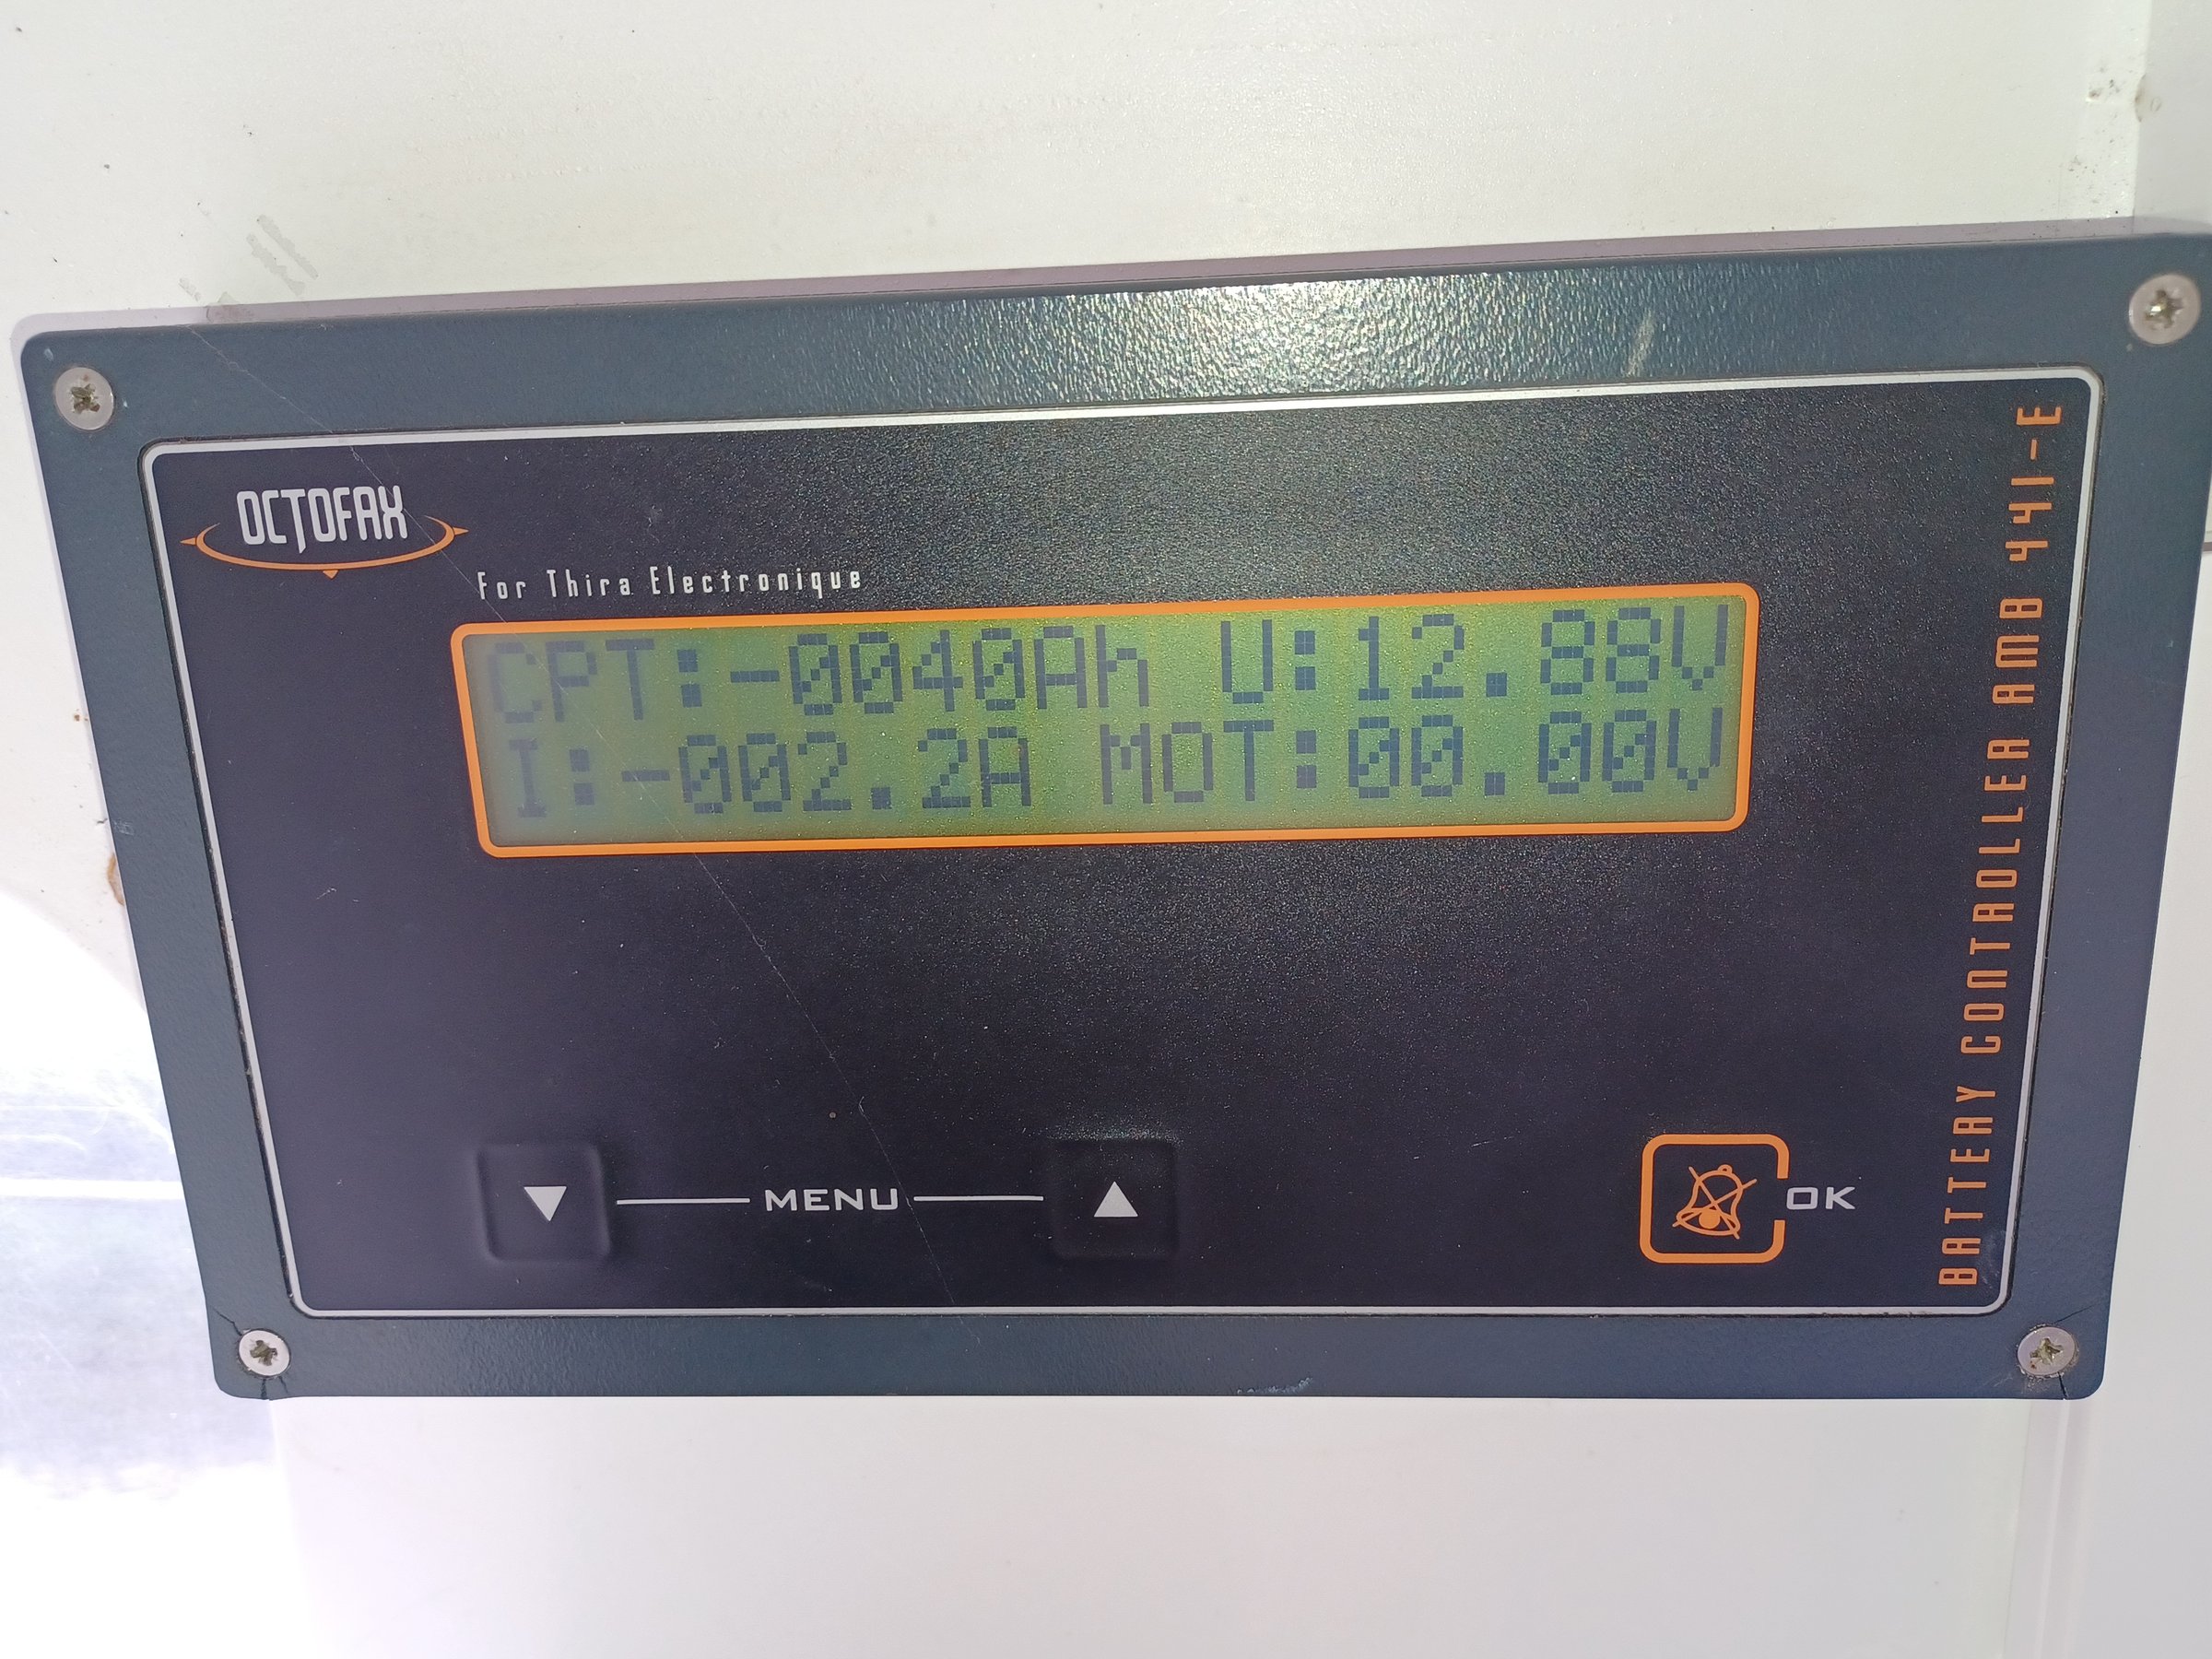 OCTOFAX
For Thira Electronique
CPT:-0040Ah U:12.88V
I:-002.2A MOT:00.00V
MENU
OK
BATTERY CONTROLLER AMB 441-E